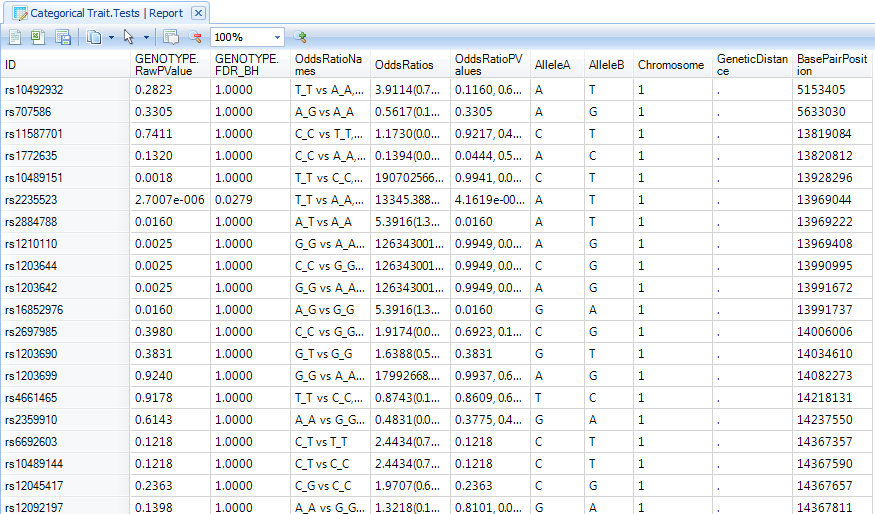 Categorical Trait.Tests | Report
100%
ID GENOTYPE.RawPValue GENOTYPE.FDR_BH OddsRatioNames OddsRatios OddsRatioPValues AlleleA AlleleB Chromosome GeneticDistance BasePairPosition
rs10492932 0.2823 1.0000 T_T vs A_A,... 3.9114(0.7... 0.1160, 0.6... A T 1 . 5153405
rs707586 0.3305 1.0000 A_G vs A_A 0.5617(0.1... 0.3305 A G 1 . 5633030
rs11587701 0.7411 1.0000 C_C vs T_T,... 1.1730(0.0... 0.9217, 0.4... C T 1 . 13819084
rs1772635 0.1320 1.0000 C_C vs A_A,... 0.1394(0.0... 0.0444, 0.5... A C 1 . 13820812
rs10489151 0.0018 1.0000 T_T vs C_C,... 190702566... 0.9941, 0.0... C T 1 . 13928296
rs2235523 2.7007e-006 0.0279 T_T vs A_A,... 13345.388... 4.1619e-00... A T 1 . 13969044
rs2884788 0.0160 1.0000 A_T vs A_A 5.3916(1.3... 0.0160 A T 1 . 13969222
rs1210110 0.0025 1.0000 G_G vs A_A... 126343001... 0.9949, 0.0... A G 1 . 13969408
rs1203644 0.0025 1.0000 C_C vs G_G... 126343001... 0.9949, 0.0... C G 1 . 13990995
rs1203642 0.0025 1.0000 G_G vs A_A... 126343001... 0.9949, 0.0... A G 1 . 13991672
rs16852976 0.0160 1.0000 A_G vs G_G 5.3916(1.3... 0.0160 G A 1 . 13991737
rs2697985 0.3980 1.0000 C_C vs G_G... 1.9174(0.0... 0.6923, 0.1... C G 1 . 14006006
rs1203690 0.3831 1.0000 G_T vs G_G 1.6388(0.5... 0.3831 G T 1 . 14034610
rs1203699 0.9240 1.0000 G_G vs A_A... 17992668.... 0.9937, 0.6... A G 1 . 14082273
rs4661465 0.9178 1.0000 T_T vs C_C,... 0.8743(0.1... 0.8609, 0.6... T C 1 . 14218131
rs2359910 0.6143 1.0000 A_A vs G_G... 0.4831(0.0... 0.3775, 0.4... G A 1 . 14237550
rs6692603 0.1218 1.0000 C_T vs T_T 2.4434(0.7... 0.1218 C T 1 . 14367357
rs10489144 0.1218 1.0000 C_T vs C_C 2.4434(0.7... 0.1218 C T 1 . 14367590
rs12045417 0.2363 1.0000 C_G vs C_C 1.9707(0.6... 0.2363 C G 1 . 14367657
rs12092197 0.1398 1.0000 A_A vs G_G... 1.3218(0.1... 0.8101, 0.0... G A 1 . 14367811